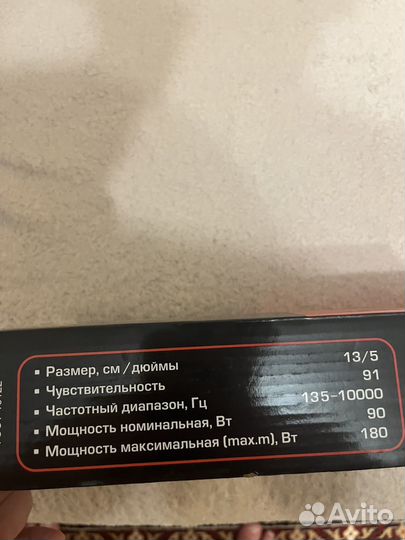 ▪ Размер, см /дюймы 13/5
▪ Чувствительность 91
▪ Частотный диапазон, Гц 135-10000
▪ Мощность номинальная, Вт 90
▪ Мощность максимальная (max.m), Вт 180
Avito